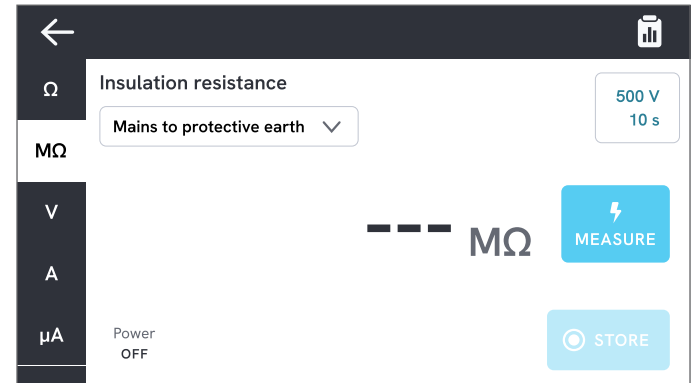 Ω
Insulation resistance
500 V
10 s
Mains to protective earth
MΩ
V
--- MΩ
MEASURE
A
µA
Power
OFF
STORE